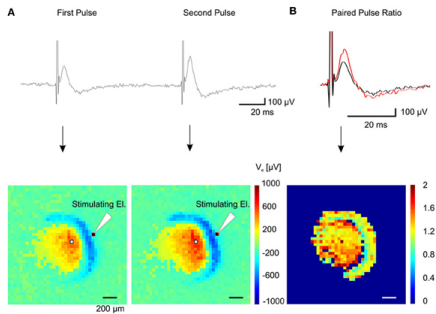 A
First Pulse
Second Pulse
B
Paired Pulse Ratio
100 µV
20 ms
100 µV
20 ms
Stimulating El.
Stimulating El.
Vₑ [µV]
1000
600
200
-200
-600
-1000
2
1.6
1.2
0.8
0.4
0
200 µm